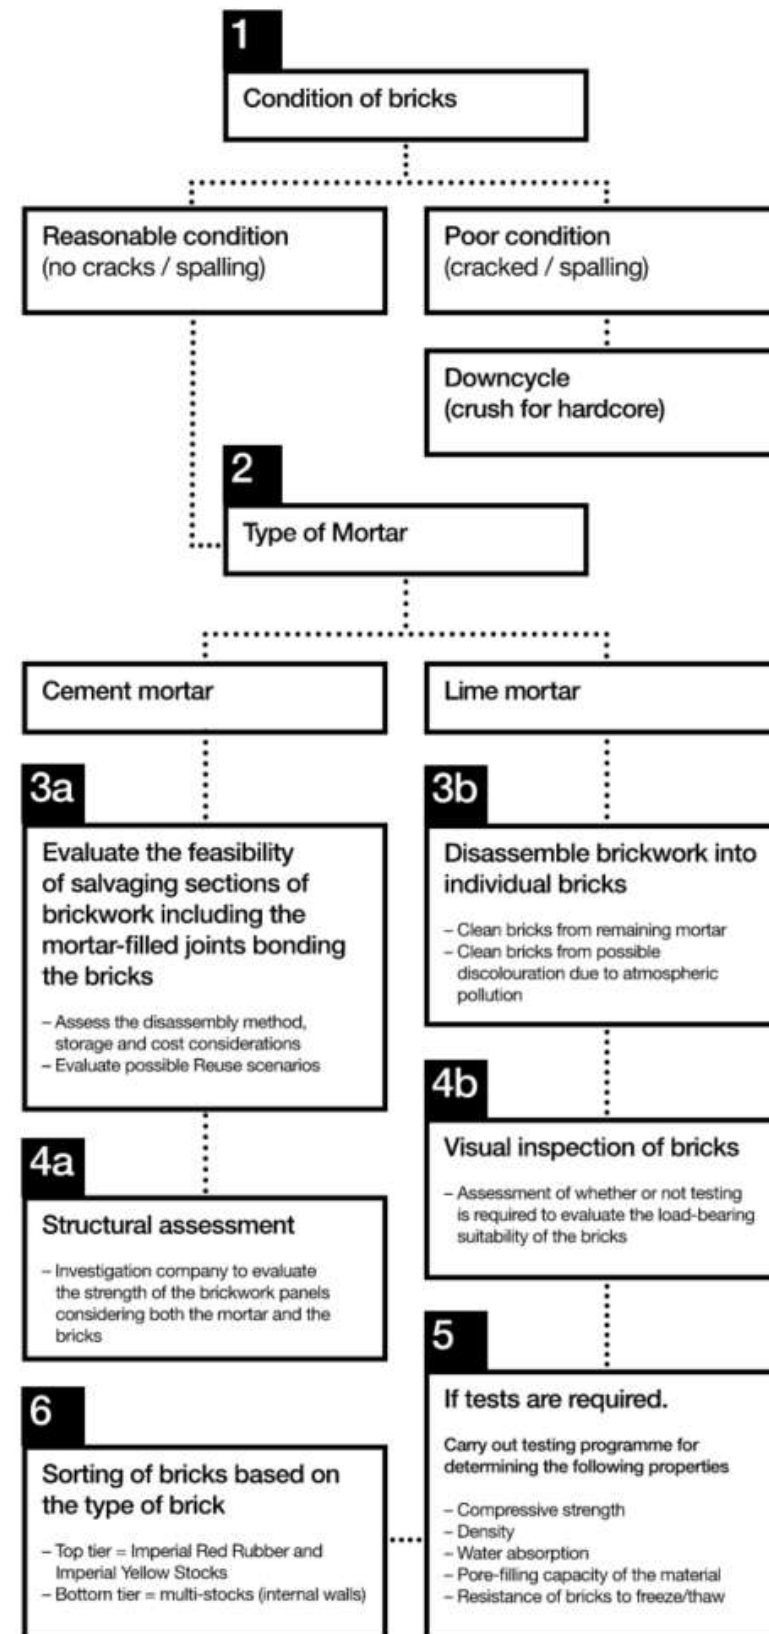 1
Condition of bricks
Reasonable condition
(no cracks / spalling)
Poor condition
(cracked / spalling)
Downcycle
(crush for hardcore)
2
Type of Mortar
Cement mortar
Lime mortar
3a
Evaluate the feasibility
of salvaging sections of
brickwork including the
mortar-filled joints bonding
the bricks
– Assess the disassembly method,
storage and cost considerations
– Evaluate possible Reuse scenarios
3b
Disassemble brickwork into
individual bricks
– Clean bricks from remaining mortar
– Clean bricks from possible
discolouration due to atmospheric
pollution
4a
Structural assessment
– Investigation company to evaluate
the strength of the brickwork panels
considering both the mortar and the
bricks
4b
Visual inspection of bricks
– Assessment of whether or not testing
is required to evaluate the load-bearing
suitability of the bricks
5
If tests are required.
Carry out testing programme for
determining the following properties
– Compressive strength
– Density
– Water absorption
– Pore-filling capacity of the material
– Resistance of bricks to freeze/thaw
6
Sorting of bricks based on
the type of brick
– Top tier = Imperial Red Rubber and
Imperial Yellow Stocks
– Bottom tier = multi-stocks (internal walls)